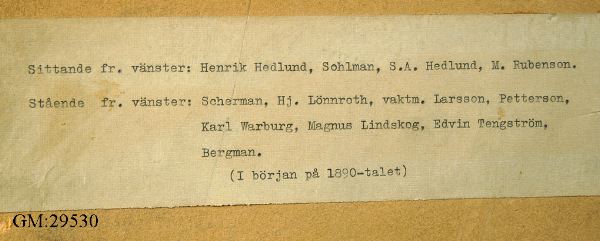 Sittande fr. vänster: Henrik Hedlund, Sohlman, S.A. Hedlund, M. Rubenson.
Stående fr. vänster: Scherman, Hj. Lönnroth, vaktm. Larsson, Petterson,
Karl Warburg, Magnus Lindskog, Edvin Tengström,
Bergman.
(I början på 1890-talet)
GM:29530